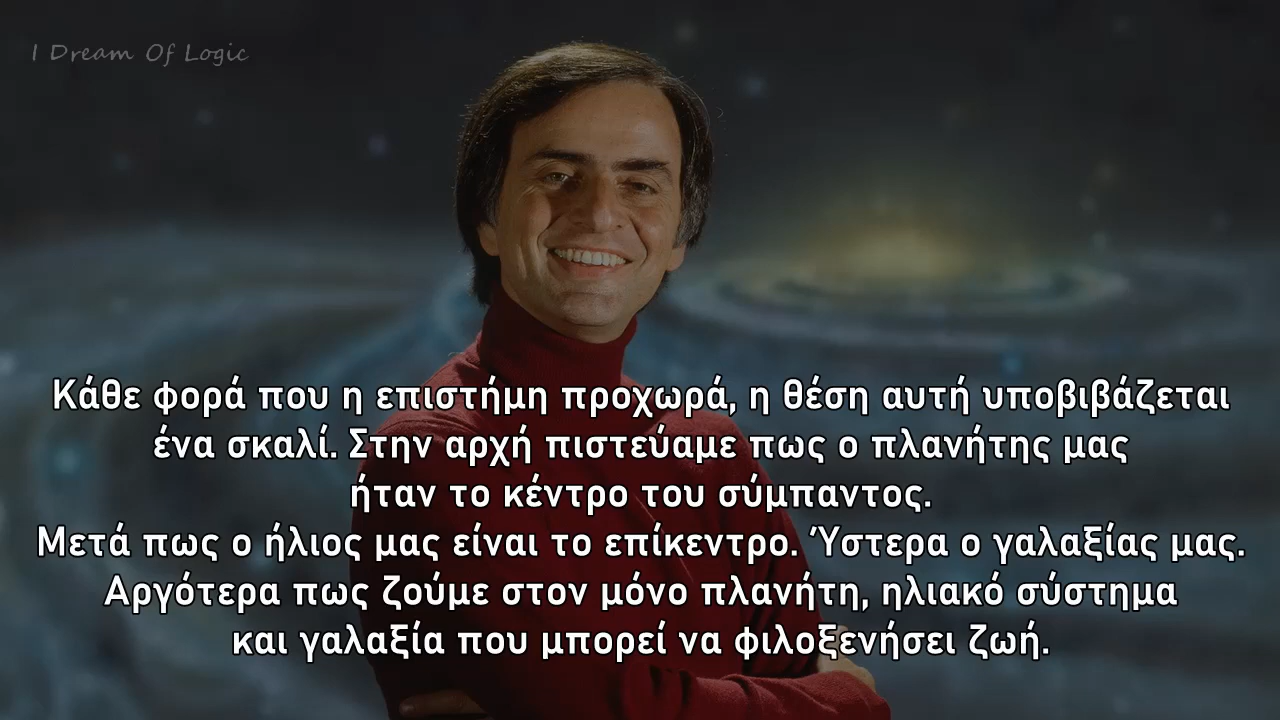 I Dream Of Logic
Κάθε φορά που η επιστήμη προχωρά, η θέση αυτή υποβιβάζεται
ένα σκαλί. Στην αρχή πιστεύαμε πως ο πλανήτης μας
ήταν το κέντρο του σύμπαντος.
Μετά πως ο ήλιος μας είναι το επίκεντρο. Ύστερα ο γαλαξίας μας.
Αργότερα πως ζούμε στον μόνο πλανήτη, ηλιακό σύστημα
και γαλαξία που μπορεί να φιλοξενήσει ζωή.